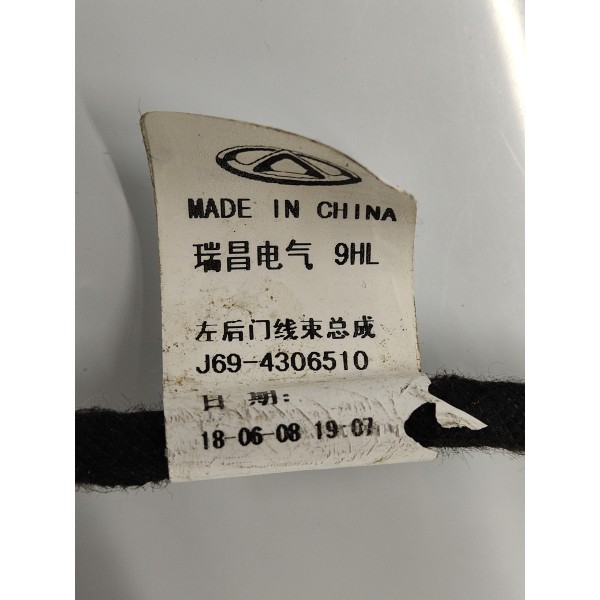 MADE IN CHINA
瑞昌电气 9HL
左后门线束总成
J69-4306510
日 期:
18-06-08 19:07